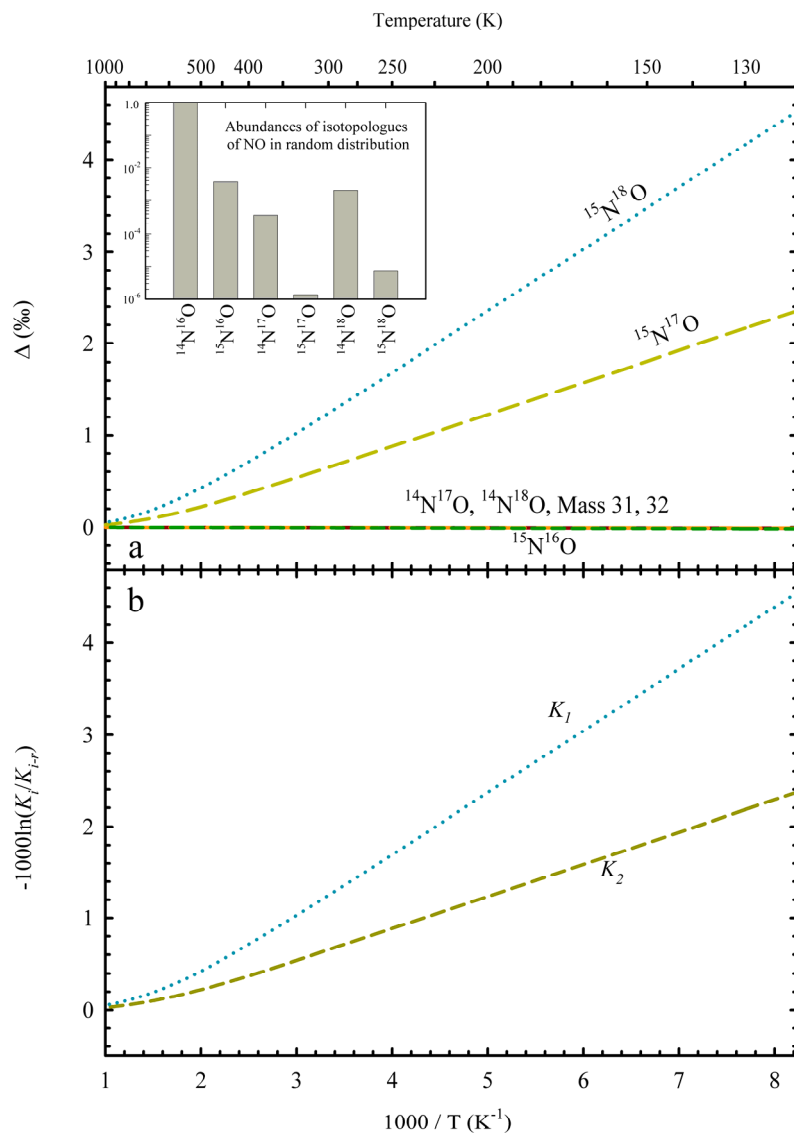 Temperature (K)
1000 500 400 300 250 200 150 130
Δ (‰)
4
3
2
1
0
1.0
10⁻²
10⁻⁴
10⁻⁶
Abundances of isotopologues
of NO in random distribution
¹⁴N¹⁶O
¹⁵N¹⁶O
¹⁴N¹⁷O
¹⁵N¹⁷O
¹⁴N¹⁸O
¹⁵N¹⁸O
¹⁵N¹⁸O
¹⁵N¹⁷O
¹⁴N¹⁷O, ¹⁴N¹⁸O, Mass 31, 32
¹⁵N¹⁶O
a
b
-1000ln(Kᵢ/Kᵢ₋ᵣ)
4
3
2
1
0
K₁
K₂
1 2 3 4 5 6 7 8
1000 / T (K⁻¹)